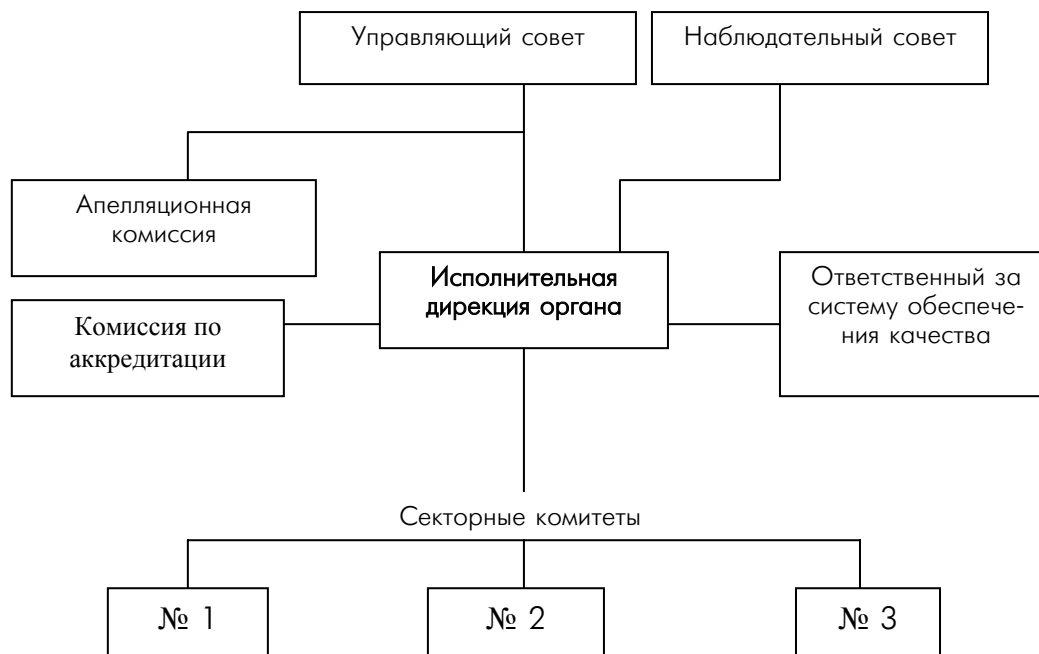 Управляющий совет
Наблюдательный совет
Апелляционная
комиссия
Исполнительная
дирекция органа
Ответственный за
систему обеспече-
ния качества
Комиссия по
аккредитации
Секторные комитеты
№ 1
№ 2
№ 3